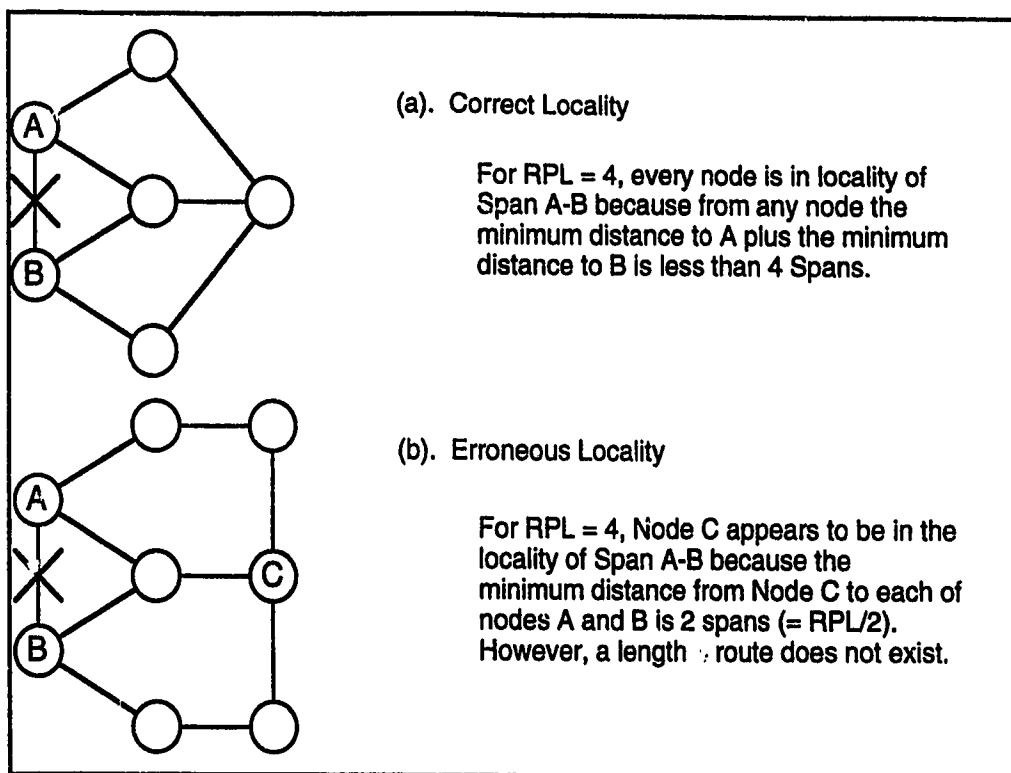 (a). Correct Locality
A
For RPL = 4, every node is in locality of
Span A-B because from any node the
minimum distance to A plus the minimum
distance to B is less than 4 Spans.
B
(b). Erroneous Locality
A
For RPL = 4, Node C appears to be in the
locality of Span A-B because the
minimum distance from Node C to each of
nodes A and B is 2 spans (= RPL/2).
However, a length route does not exist.
C
B